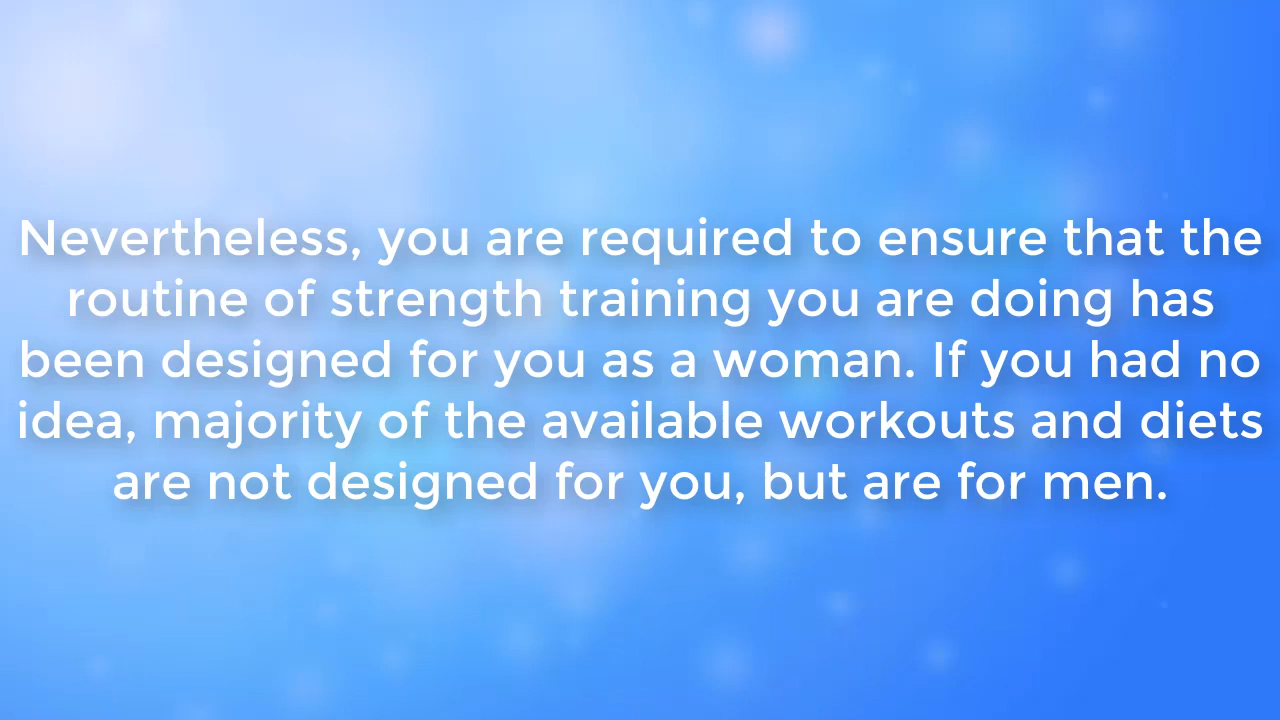 Nevertheless, you are required to ensure that the
routine of strength training you are doing has
been designed for you as a woman. If you had no
idea, majority of the available workouts and diets
are not designed for you, but are for men.